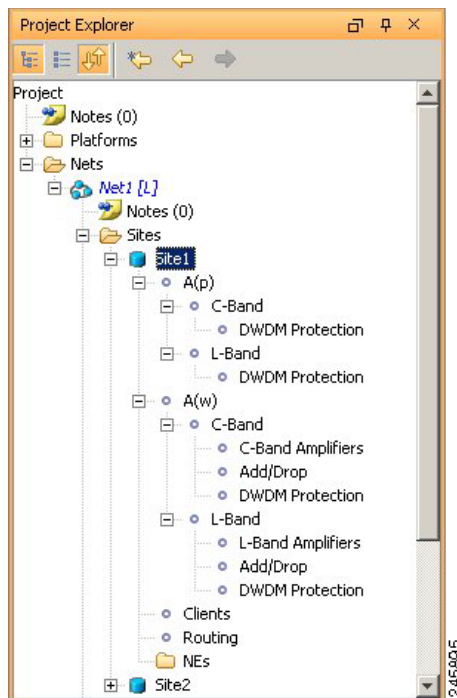 Project Explorer
Project
Notes (0)
Platforms
Nets
Net1 [L]
Notes (0)
Sites
Site1
A(p)
C-Band
DWDM Protection
L-Band
DWDM Protection
A(w)
C-Band
C-Band Amplifiers
Add/Drop
DWDM Protection
L-Band
L-Band Amplifiers
Add/Drop
DWDM Protection
Clients
Routing
NEs
Site2